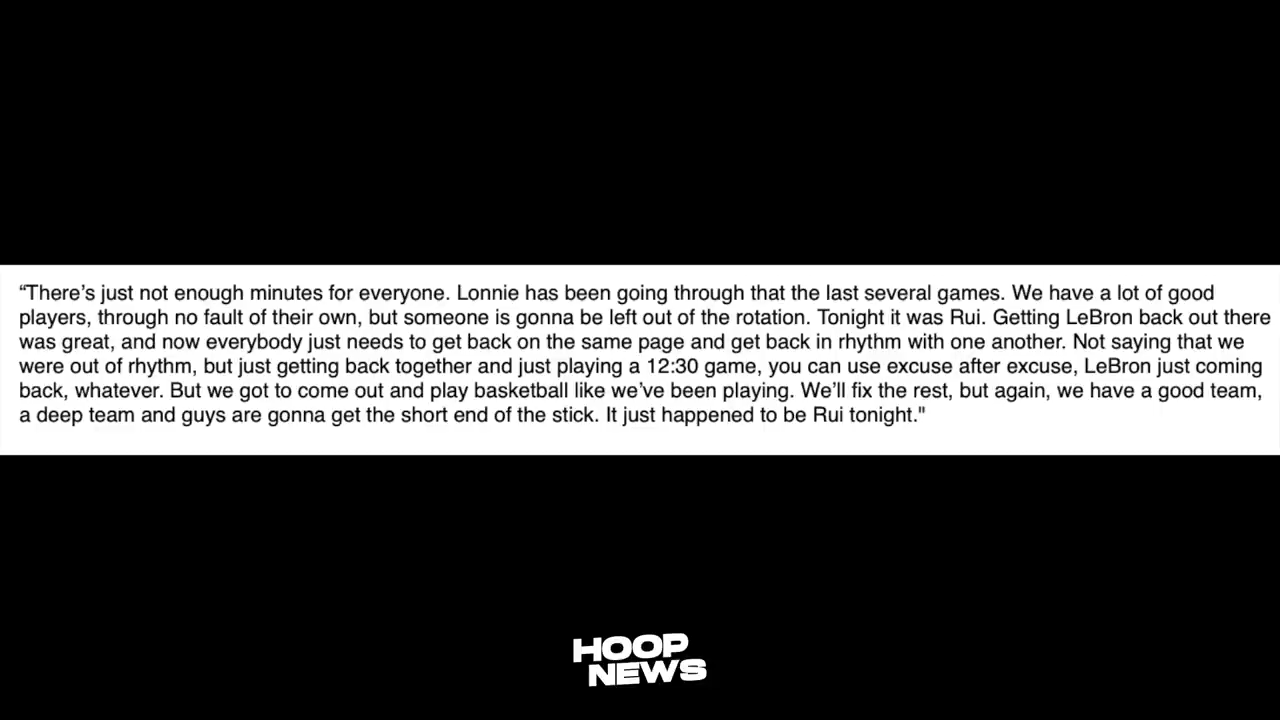 “There’s just not enough minutes for everyone. Lonnie has been going through that the last several games. We have a lot of good
players, through no fault of their own, but someone is gonna be left out of the rotation. Tonight it was Rui. Getting LeBron back out there
was great, and now everybody just needs to get back on the same page and get back in rhythm with one another. Not saying that we
were out of rhythm, but just getting back together and just playing a 12:30 game, you can use excuse after excuse, LeBron just coming
back, whatever. But we got to come out and play basketball like we’ve been playing. We’ll fix the rest, but again, we have a good team,
a deep team and guys are gonna get the short end of the stick. It just happened to be Rui tonight."
HOOP
NEWS